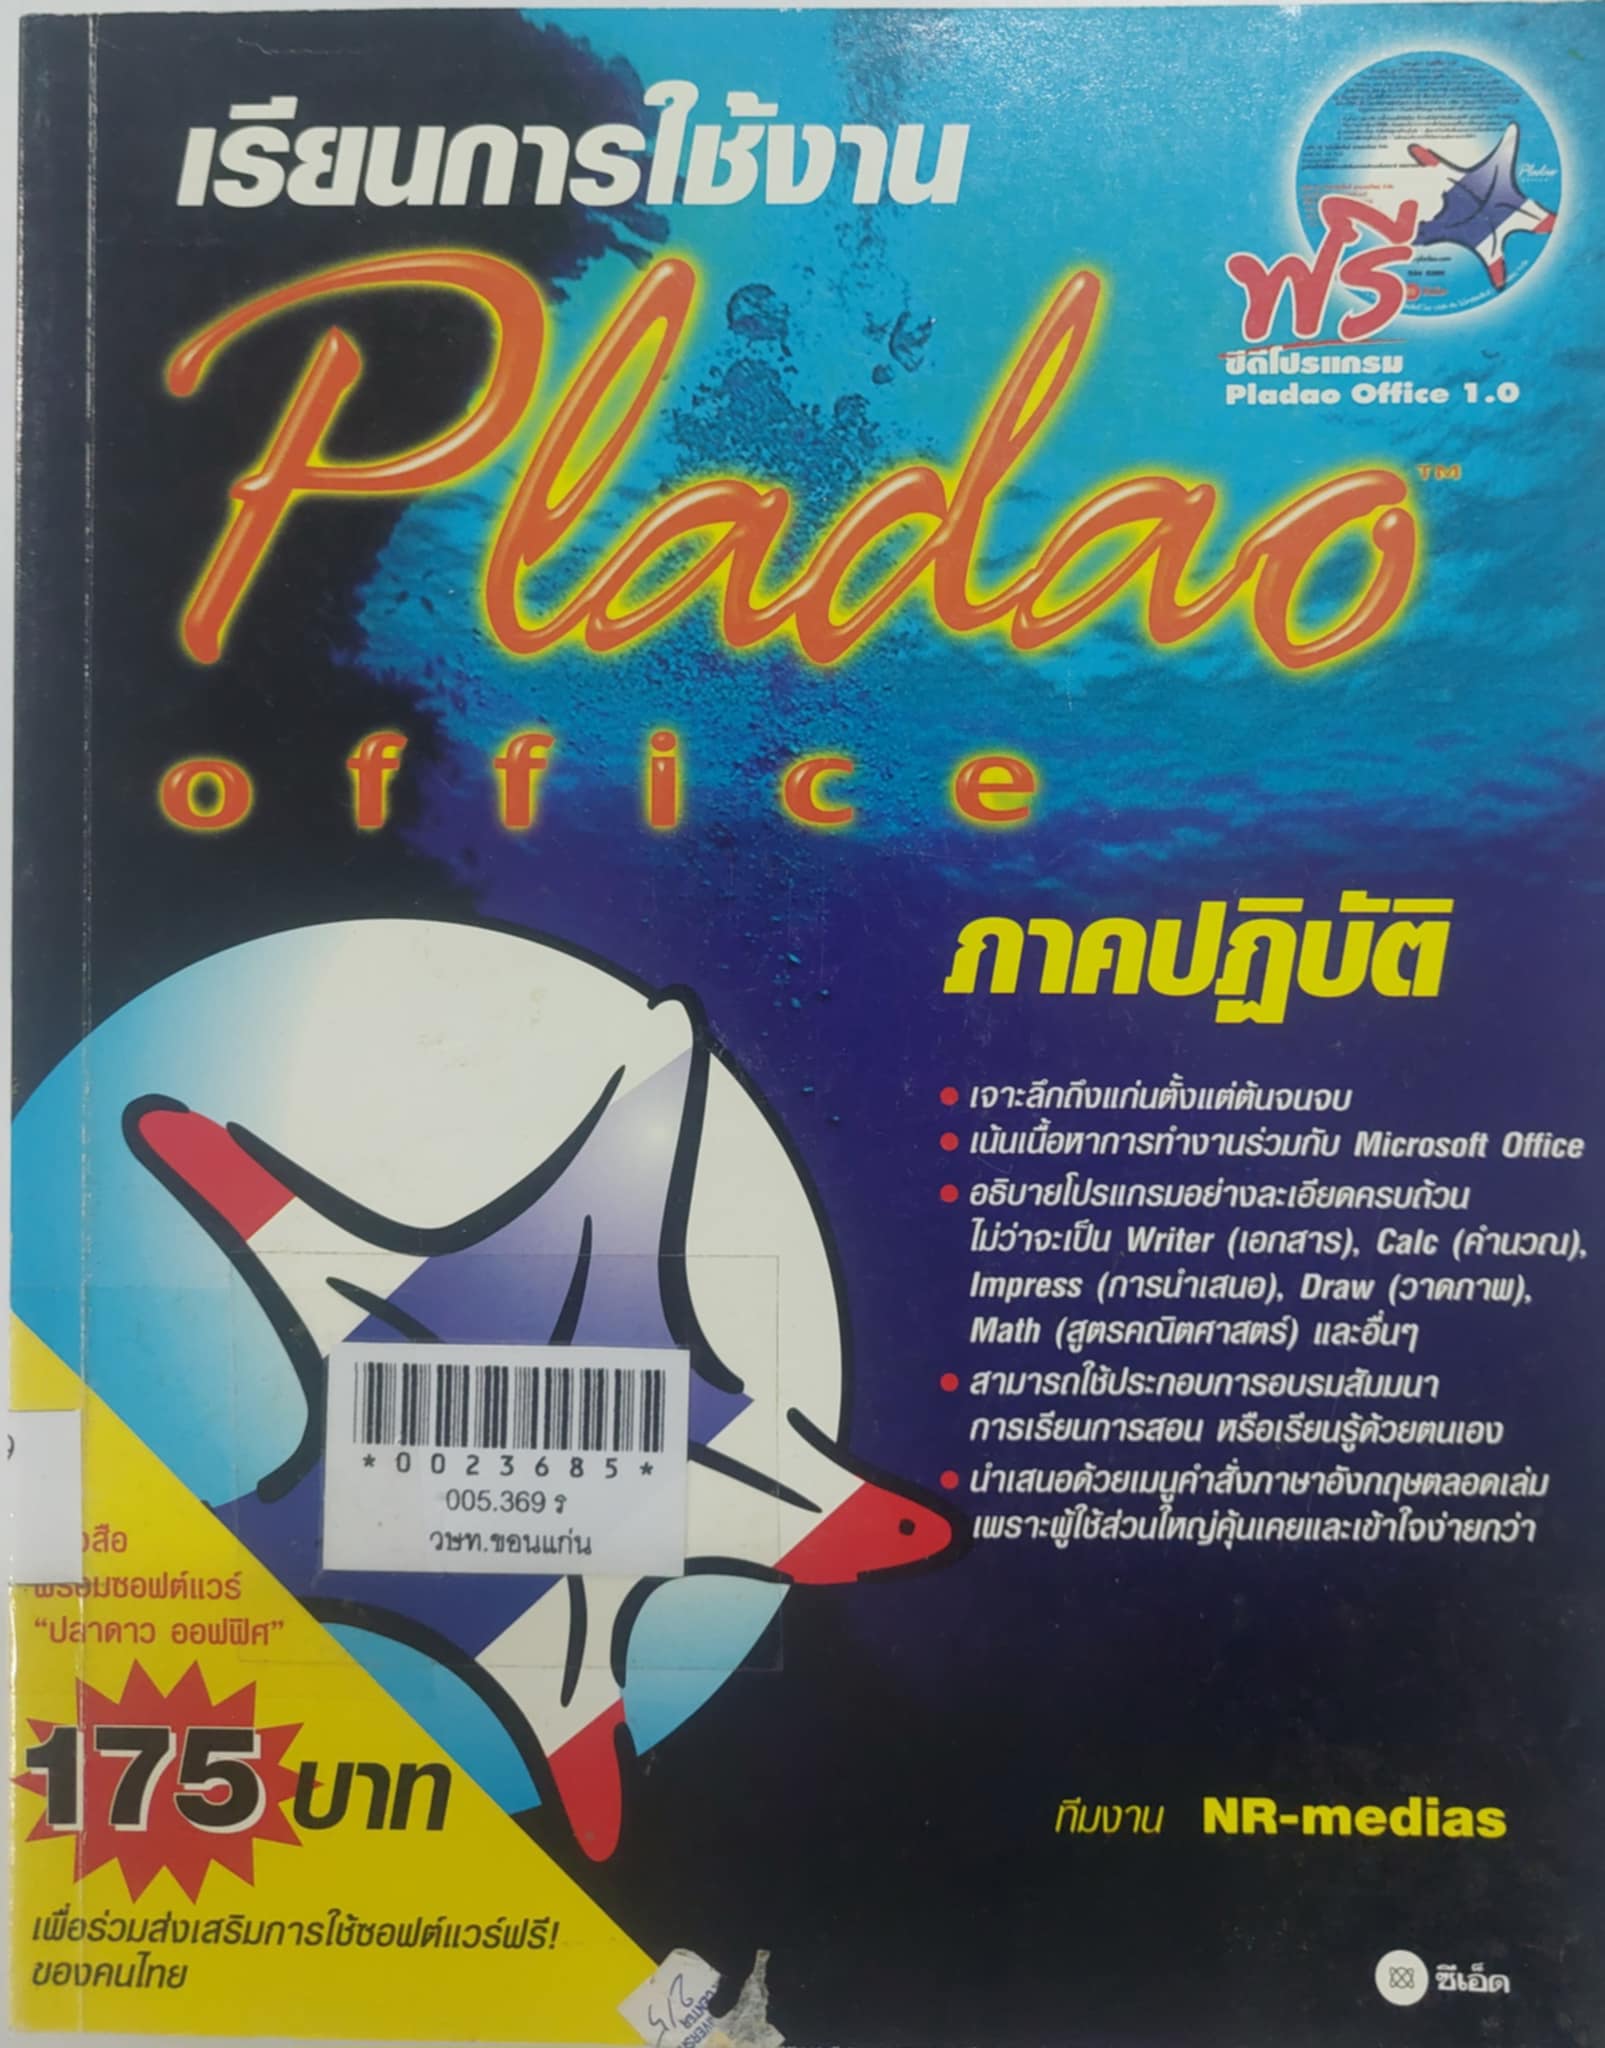 เรียนการใช้งาน
Pladao™
office
ฟรี
ซีดีโปรแกรม
Pladao Office 1.0
Pladao
ภาคปฏิบัติ
เจาะลึกถึงแก่นตั้งแต่ต้นจนจบ
เน้นเนื้อหาการทำงานร่วมกับ Microsoft Office
อธิบายโปรแกรมอย่างละเอียดครบถ้วน
ไม่ว่าจะเป็น Writer (เอกสาร), Calc (คำนวณ),
Impress (การนำเสนอ), Draw (วาดภาพ),
Math (สูตรคณิตศาสตร์) และอื่นๆ
สามารถใช้ประกอบการอบรมสัมมนา
การเรียนการสอน หรือเรียนรู้ด้วยตนเอง
นำเสนอด้วยเมนูคำสั่งภาษาอังกฤษตลอดเล่ม
เพราะผู้ใช้ส่วนใหญ่คุ้นเคยและเข้าใจง่ายกว่า
*0023685*
005.369 ร
วษท.ขอนแก่น
พร้อมซอฟต์แวร์
“ปลาดาว ออฟฟิศ”
175 บาท
เพื่อร่วมส่งเสริมการใช้ซอฟต์แวร์ฟรี!
ของคนไทย
ทีมงาน NR-medias
ซีเอ็ด
215